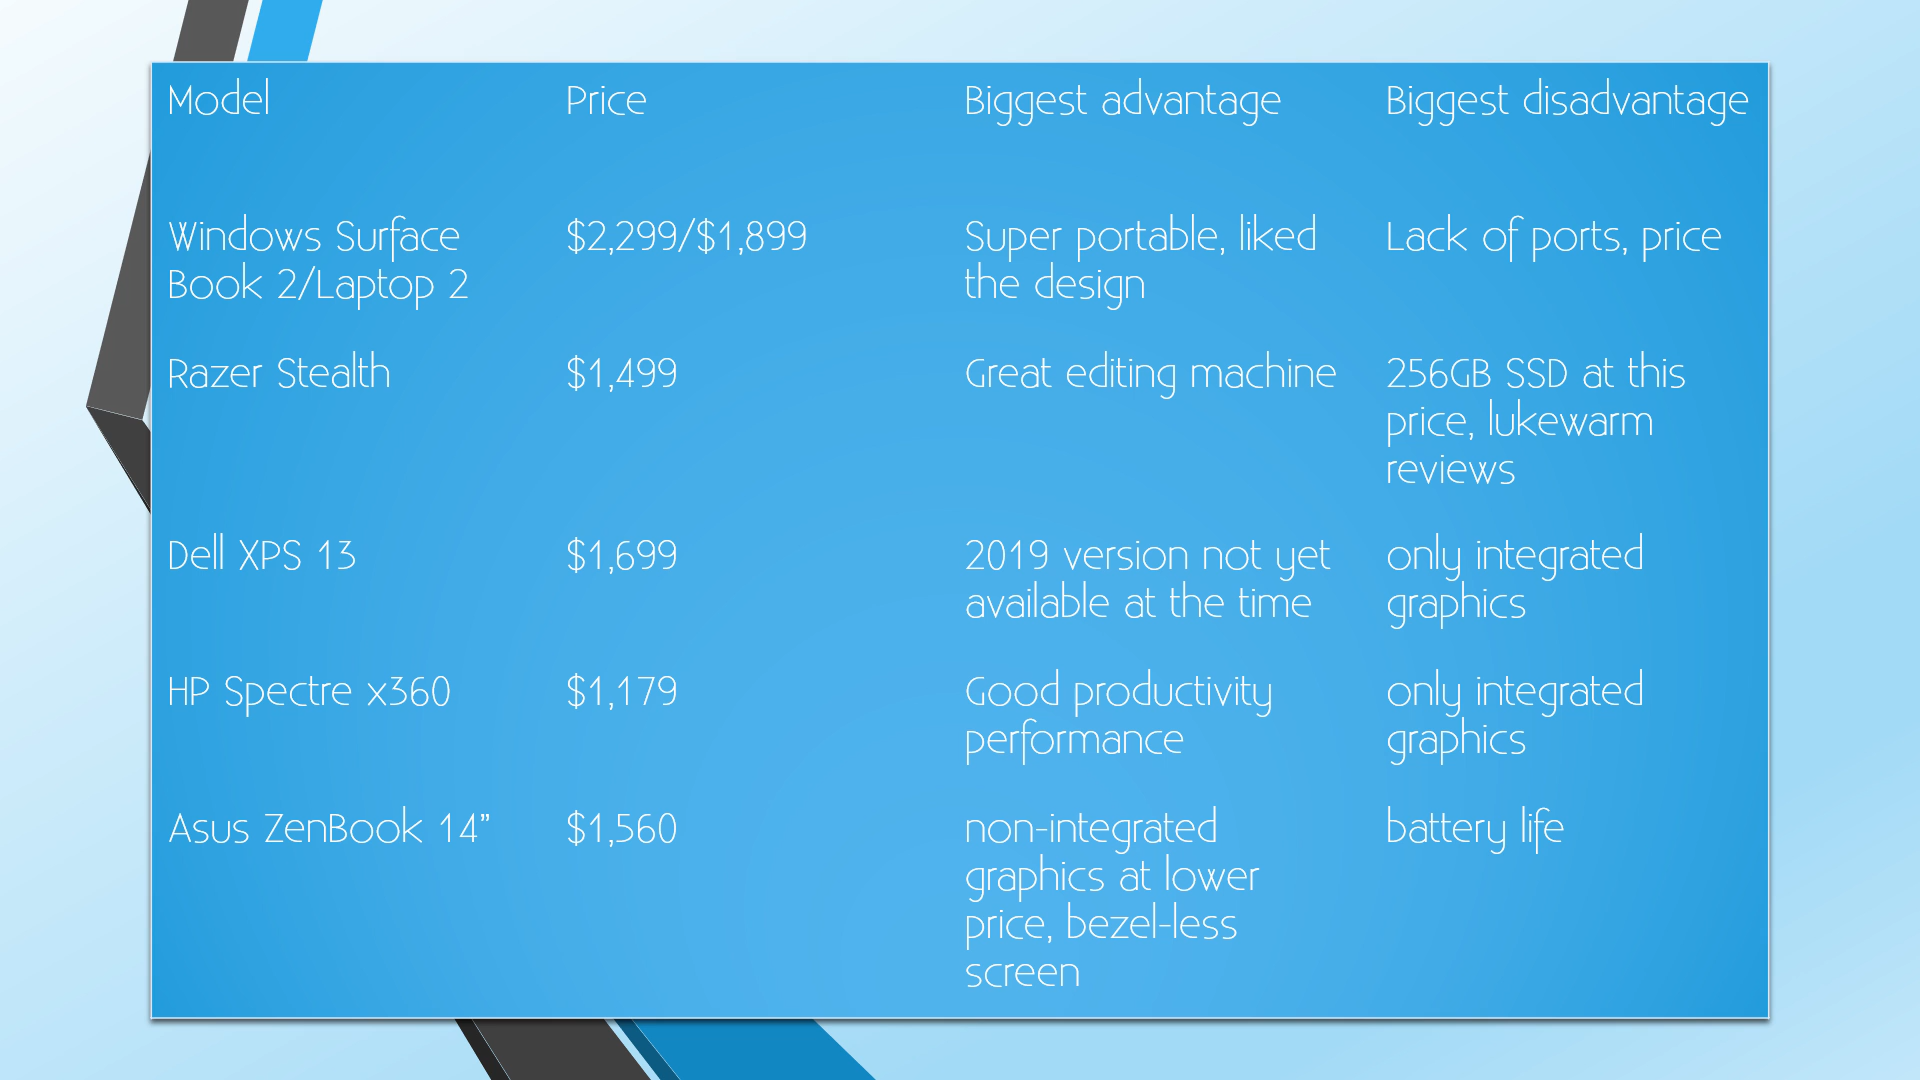 Model Price Biggest advantage Biggest disadvantage
Windows Surface Book 2/Laptop 2 $2,299/$1,899 Super portable, liked the design Lack of ports, price
Razer Stealth $1,499 Great editing machine 256GB SSD at this price, lukewarm reviews
Dell XPS 13 $1,699 2019 version not yet available at the time only integrated graphics
HP Spectre x360 $1,179 Good productivity performance only integrated graphics
Asus ZenBook 14” $1,560 non-integrated graphics at lower price, bezel-less screen battery life